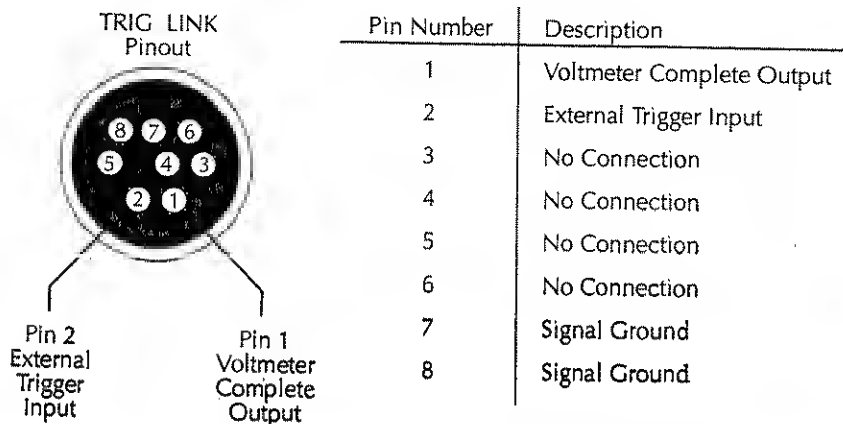 TRIG LINK
Pinout
8 7 6
5 4 3
2 1
Pin 2
External
Trigger
Input
Pin 1
Voltmeter
Complete
Output
Pin Number Description
1 Voltmeter Complete Output
2 External Trigger Input
3 No Connection
4 No Connection
5 No Connection
6 No Connection
7 Signal Ground
8 Signal Ground